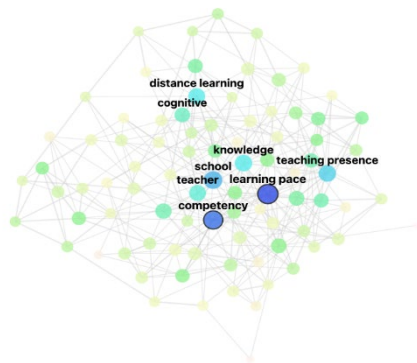 distance learning
cognitive
knowledge
teaching presence
school
teacher learning pace
competency